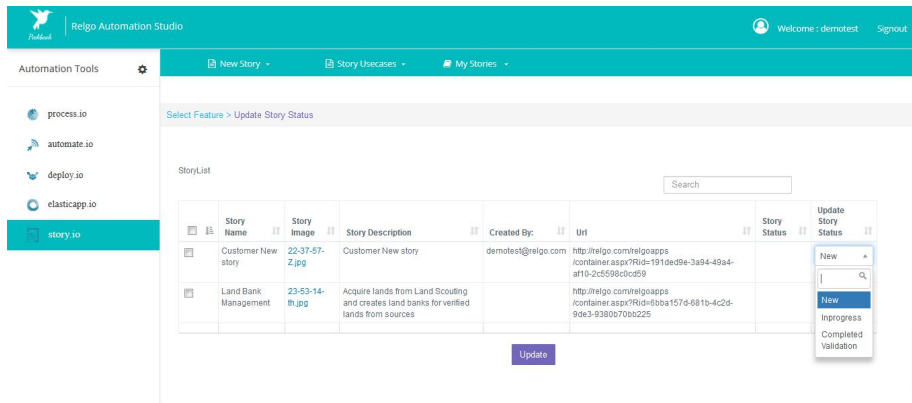 Relgo Automation Studio
Welcome : demotest
Signout
Automation Tools
New Story
Story Usecases
My Stories
process.io
automate.io
deploy.io
elasticapp.io
story.io
Select Feature > Update Story Status
StoryList
Search
Story Name
Story Image
Story Description
Created By:
Url
Story Status
Update Story Status
Customer New
story
22-37-57-
Z.jpg
Customer New story
demotest@relgo.com
http://relgo.com/relgoapps
/container.aspx?Rid=191ded9e-3a94-49a4-
af10-2c5598c0cd59
New
Land Bank
Management
23-53-14-
th.jpg
Acquire lands from Land Scouting
and creates land banks for verified
lands from sources
http://relgo.com/relgoapps
/container.aspx?Rid=6bba157d-681b-4c2d-
9de3-9380b70bb225
New
Inprogress
Completed
Validation
Update